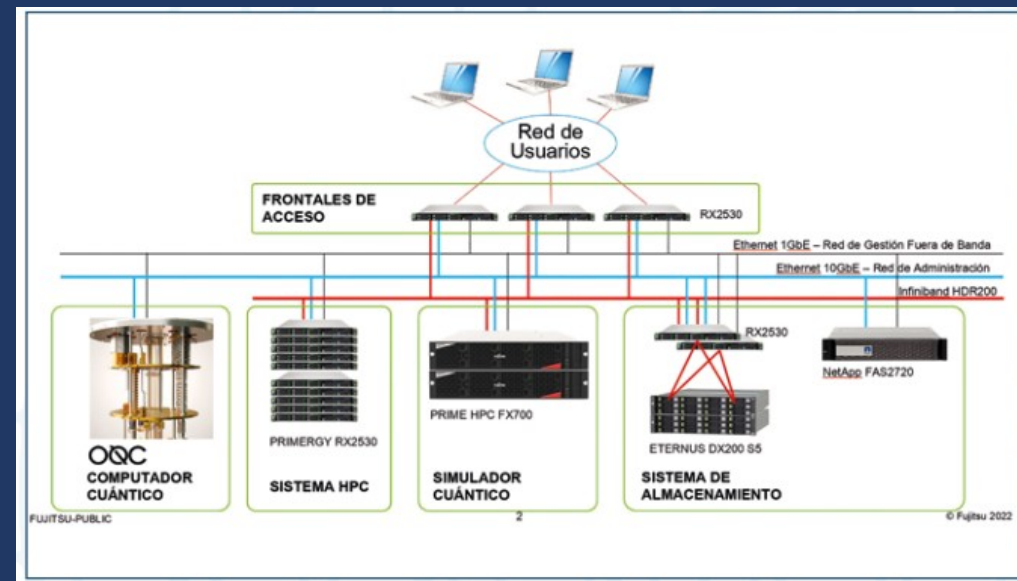 Red de
Usuarios
FRONTALES DE
ACCESO
RX2530
Ethernet 1GbE – Red de Gestión Fuera de Banda
Ethernet 10GbE – Red de Administración
Infiniband HDR200
RX2530
NetApp FAS2720
PRIME HPC FX700
PRIMERGY RX2530
ETERNUS DX200 S5
OQC
COMPUTADOR
CUÁNTICO
SISTEMA HPC
SIMULADOR
CUÁNTICO
SISTEMA DE
ALMACENAMIENTO
FUJITSU-PUBLIC
2
© Fujitsu 2022